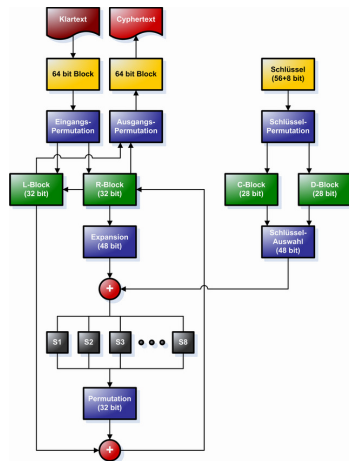 Klartext
Cyphertext
64 bit Block
64 bit Block
Schlüssel
(56+8 bit)
Eingangs-
Permutation
Ausgangs-
Permutation
Schlüssel-
Permutation
L-Block
(32 bit)
R-Block
(32 bit)
C-Block
(28 bit)
D-Block
(28 bit)
Expansion
(48 bit)
Schlüssel-
Auswahl
(48 bit)
+
S1
S2
S3
S8
Permutation
(32 bit)
+